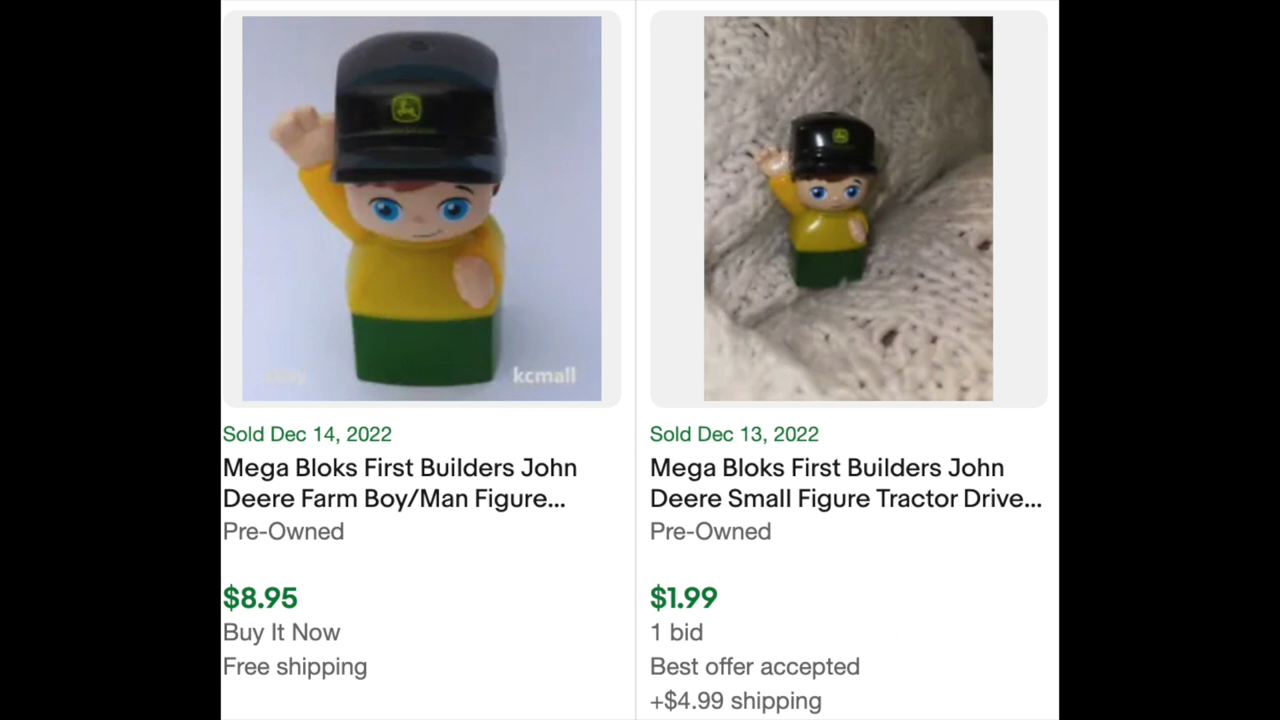 kcmall
Sold Dec 14, 2022
Mega Bloks First Builders John
Deere Farm Boy/Man Figure...
Pre-Owned
$8.95
Buy It Now
Free shipping
Sold Dec 13, 2022
Mega Bloks First Builders John
Deere Small Figure Tractor Drive...
Pre-Owned
$1.99
1 bid
Best offer accepted
+$4.99 shipping